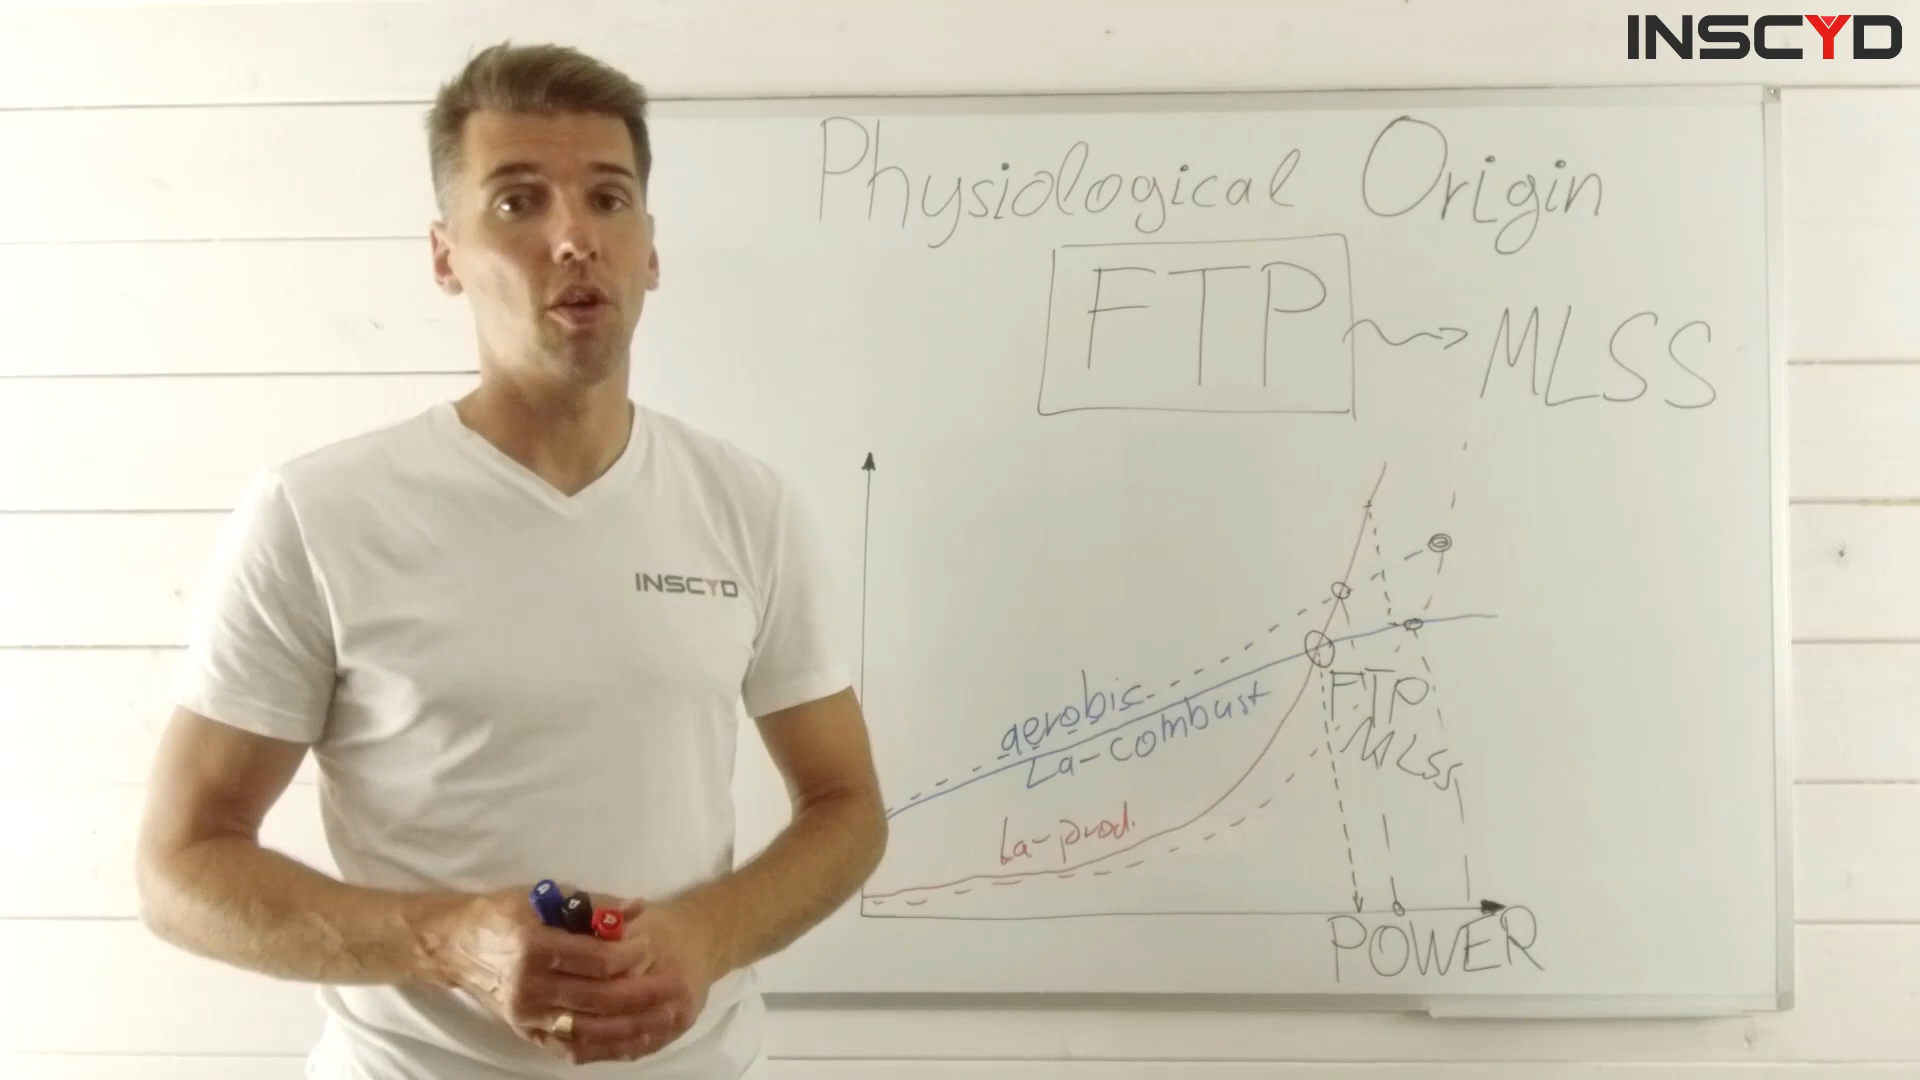 INSCYD
Physiological Origin
FTP MLSS
INSCYD
aerobic
La-combust
FTP
MLSS
La-prod.
POWER